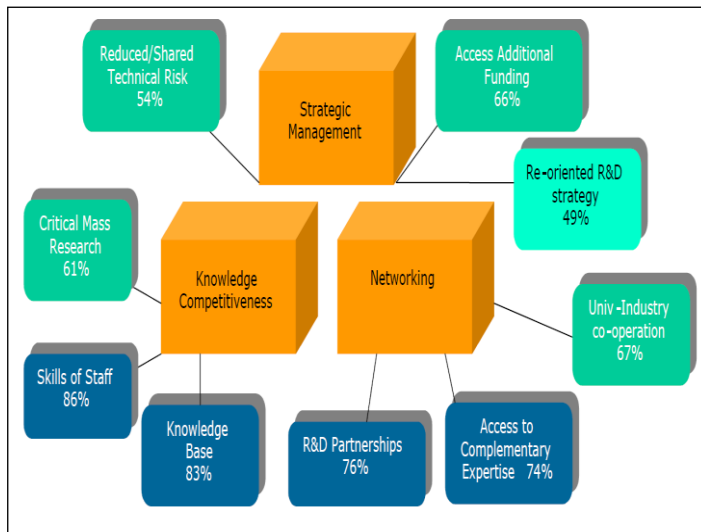 Reduced/Shared
Technical Risk
54%
Strategic
Management
Access Additional
Funding
66%
Re-oriented R&D
strategy
49%
Critical Mass
Research
61%
Knowledge
Competitiveness
Networking
Univ-Industry
co-operation
67%
Skills of Staff
86%
Knowledge
Base
83%
R&D Partnerships
76%
Access to
Complementary
Expertise 74%